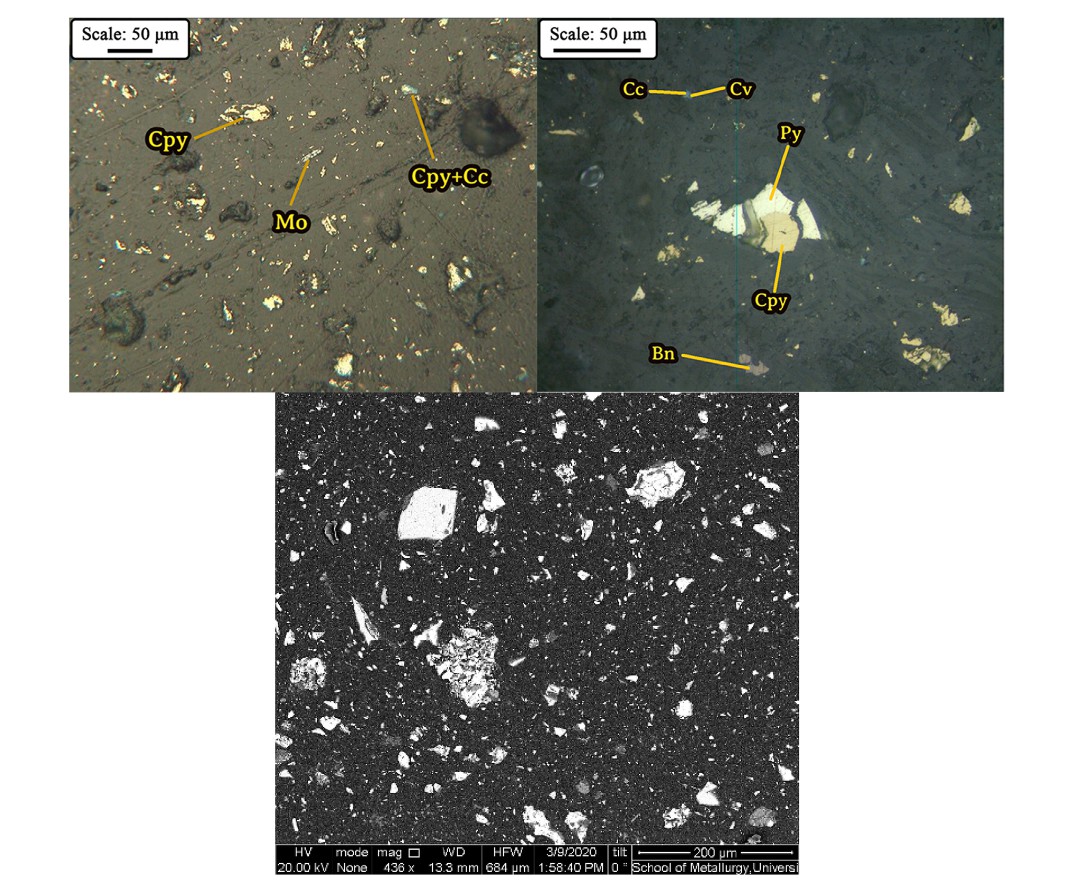 Scale: 50 μm
Scale: 50 μm
Cpy
Mo
Cpy+Cc
Cc
Cv
Py
Cpy
Bn
HV mode mag WD HFW 3/9/2020 tilt 200 μm
20.00 kV None 436 x 13.3 mm 684 μm 1:58:40 PM 0 ° School of Metallurgy, Universi